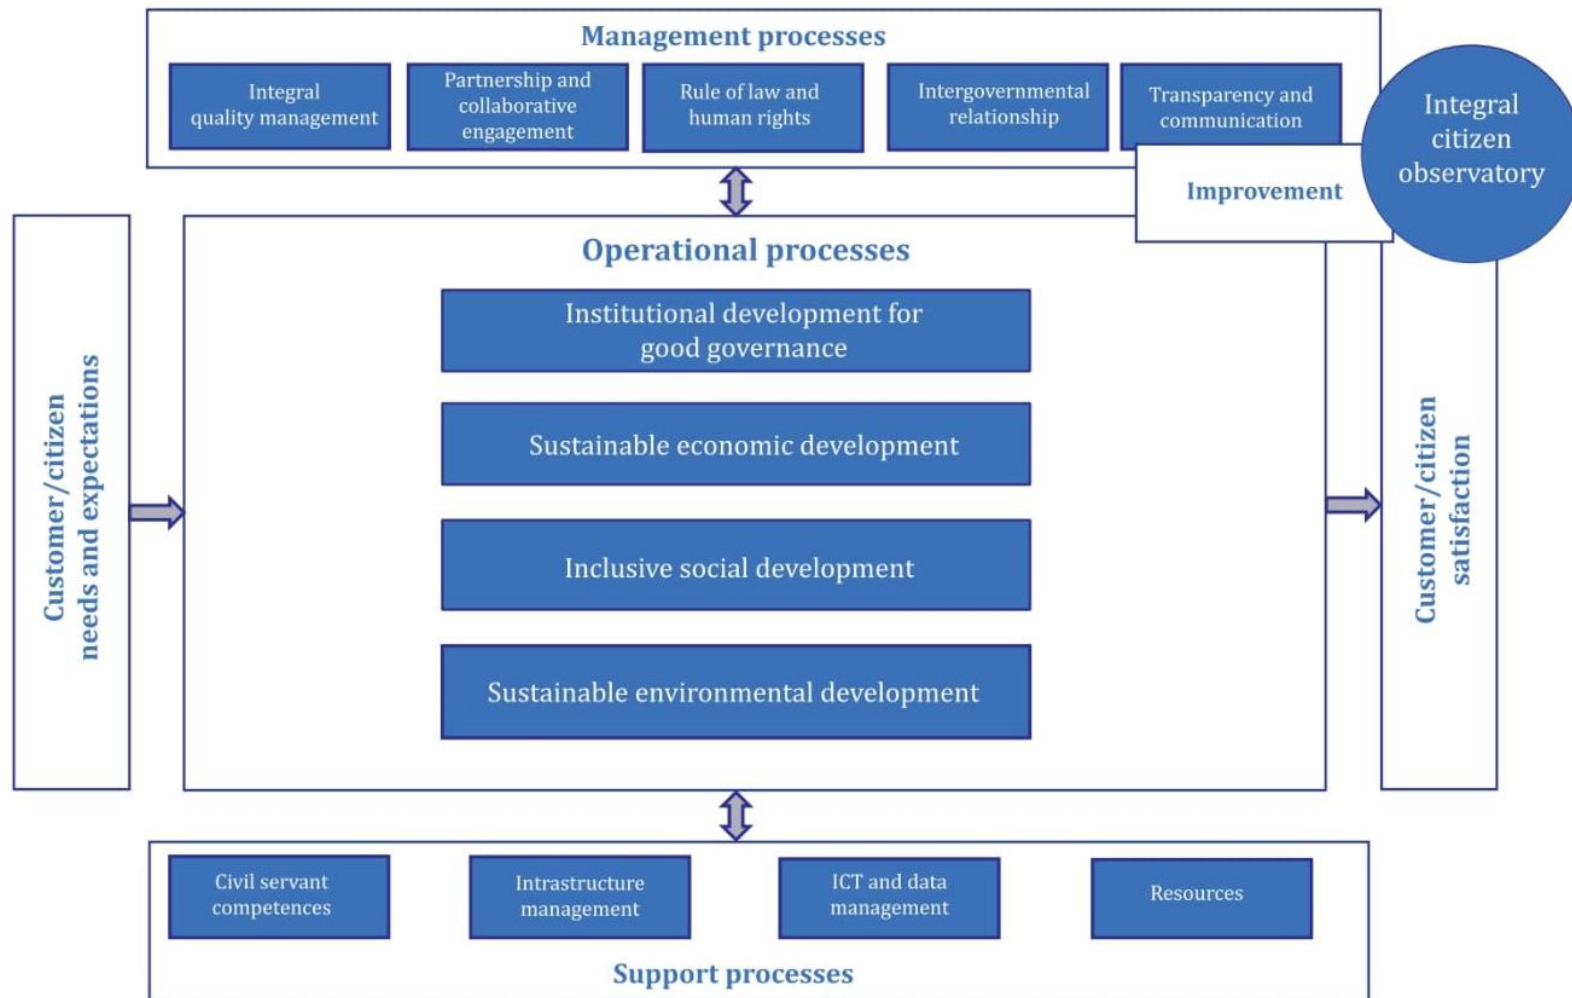 Management processes
Integral
quality management
Partnership and
collaborative
engagement
Rule of law and
human rights
Intergovernmental
relationship
Transparency and
communication
Integral
citizen
observatory
Improvement
Customer/citizen
needs and expectations
Operational processes
Institutional development for
good governance
Sustainable economic development
Inclusive social development
Sustainable environmental development
Customer/citizen
satisfaction
Civil servant
competences
Intrastructure
management
ICT and data
management
Resources
Support processes